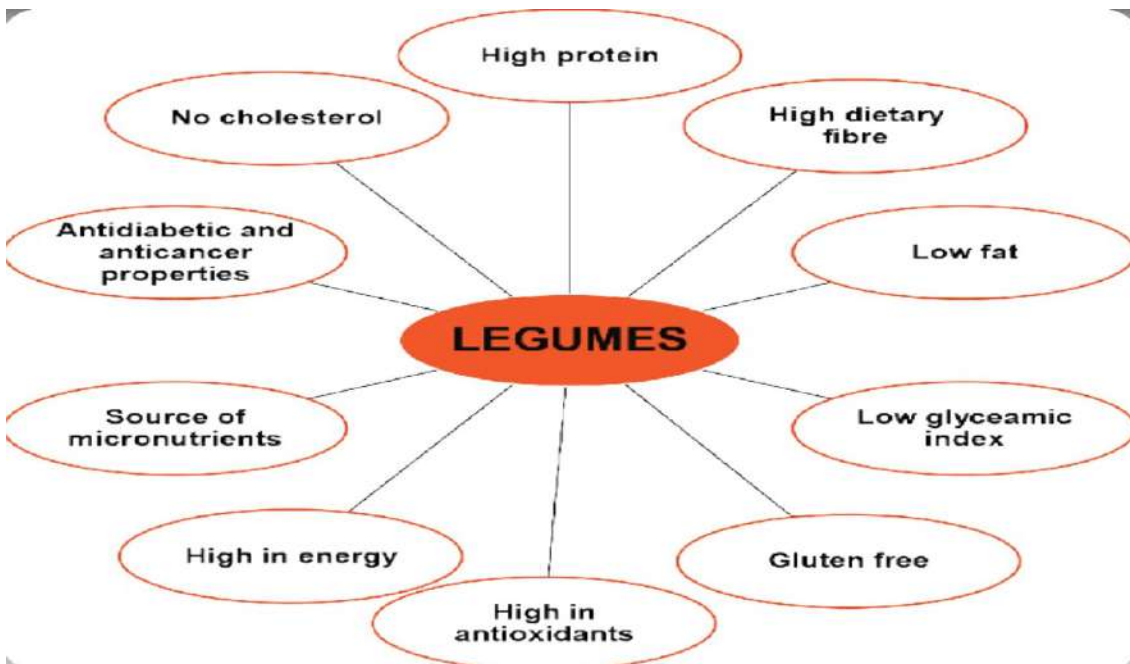 High protein
No cholesterol
High dietary
fibre
Antidiabetic and
anticancer
properties
Low fat
LEGUMES
Source of
micronutrients
Low glyceamic
index
High in energy
Gluten free
High in
antioxidants